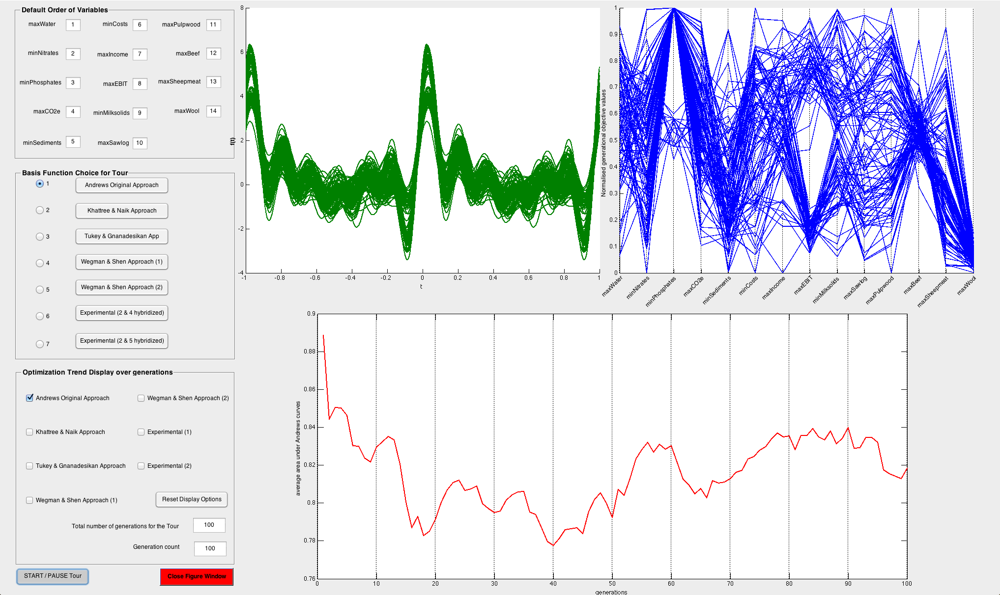 Default Order of Variables
maxWater 1 minCosts 6 maxPulpwood 11
minNitrates 2 maxIncome 7 maxBeef 12
minPhosphates 3 maxEBIT 8 maxSheepmeat 13
maxCO2e 4 minMilksolids 9 maxWool 14
minSediments 5 maxSawlog 10
Basis Function Choice for Tour
1 Andrews Original Approach
2 Khattree & Naik Approach
3 Tukey & Gnanadesikan App
4 Wegman & Shen Approach (1)
5 Wegman & Shen Approach (2)
6 Experimental (2 & 4 hybridized)
7 Experimental (2 & 5 hybridized)
Optimization Trend Display over generations
Andrews Original Approach Wegman & Shen Approach (2)
Khattree & Naik Approach Experimental (1)
Tukey & Gnanadesikan Approach Experimental (2)
Wegman & Shen Approach (1) Reset Display Options
Total number of generations for the Tour 100
Generation count 100
START / PAUSE Tour Close Figure Window
8
6
4
2
0
-2
-4
f(t)
-1 -0.8 -0.6 -0.4 -0.2 0 0.2 0.4 0.6 0.8 1
t
1
0.9
0.8
0.7
0.6
0.5
0.4
0.3
0.2
0.1
0
Normalised generational objective values
maxWater minNitrates minPhosphates maxCO2e minSediments minCosts maxIncome maxEBIT minMilksolids maxSawlog maxPulpwood maxBeef maxSheepmeat maxWool
0.9
0.88
0.86
0.84
0.82
0.8
0.78
0.76
average area under Andrews curves
0 10 20 30 40 50 60 70 80 90 100
generations